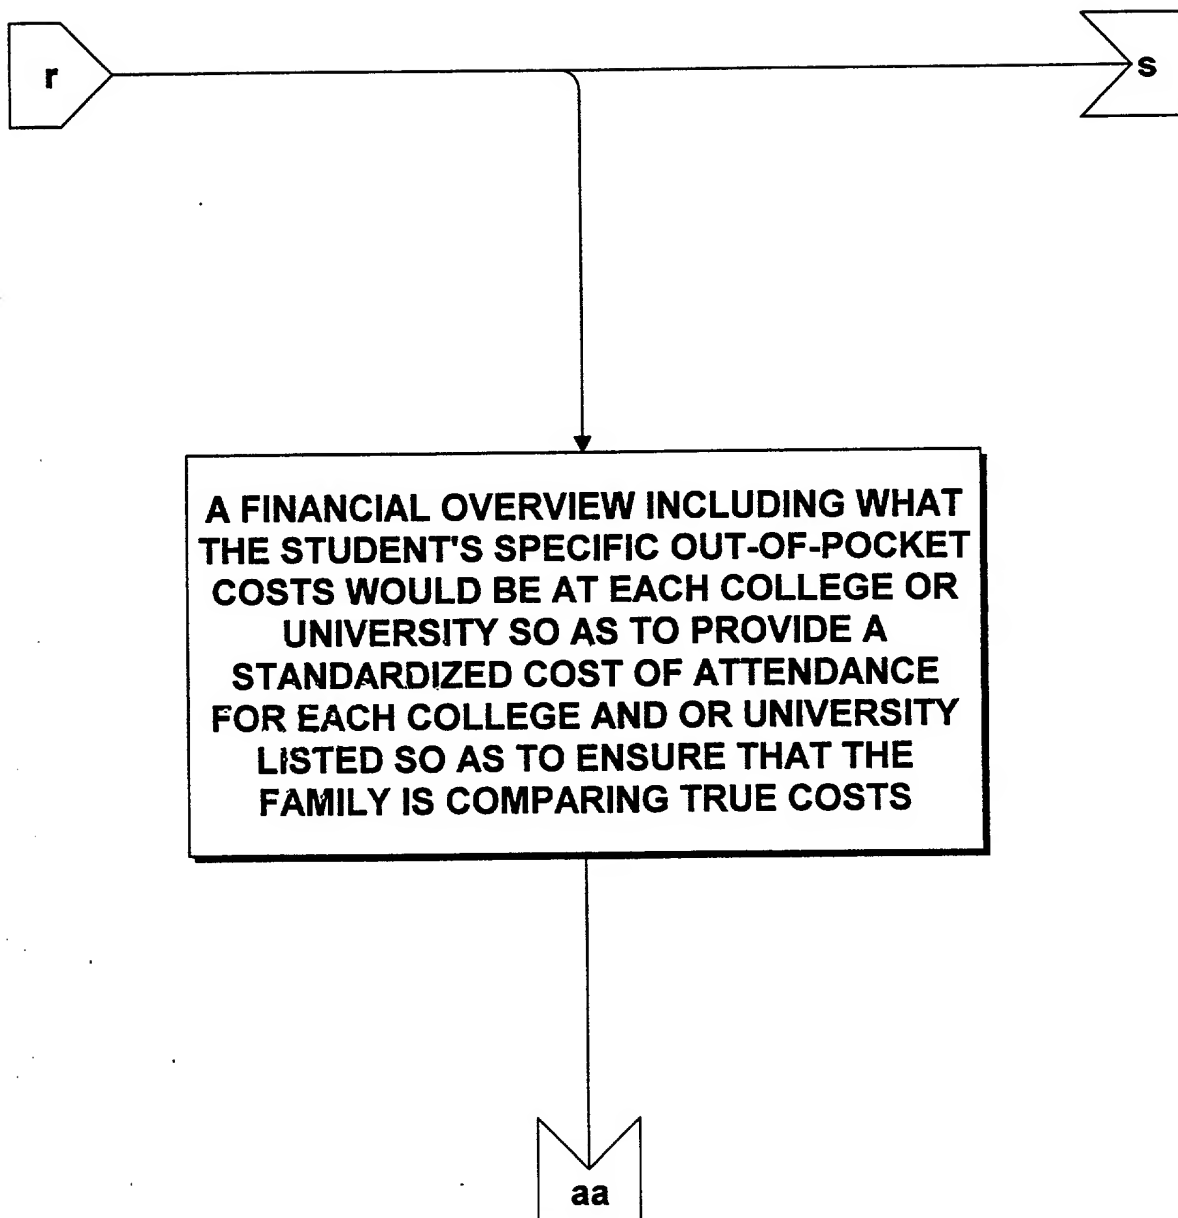 r
s
A FINANCIAL OVERVIEW INCLUDING WHAT
THE STUDENT'S SPECIFIC OUT-OF-POCKET
COSTS WOULD BE AT EACH COLLEGE OR
UNIVERSITY SO AS TO PROVIDE A
STANDARDIZED COST OF ATTENDANCE
FOR EACH COLLEGE AND OR UNIVERSITY
LISTED SO AS TO ENSURE THAT THE
FAMILY IS COMPARING TRUE COSTS
aa